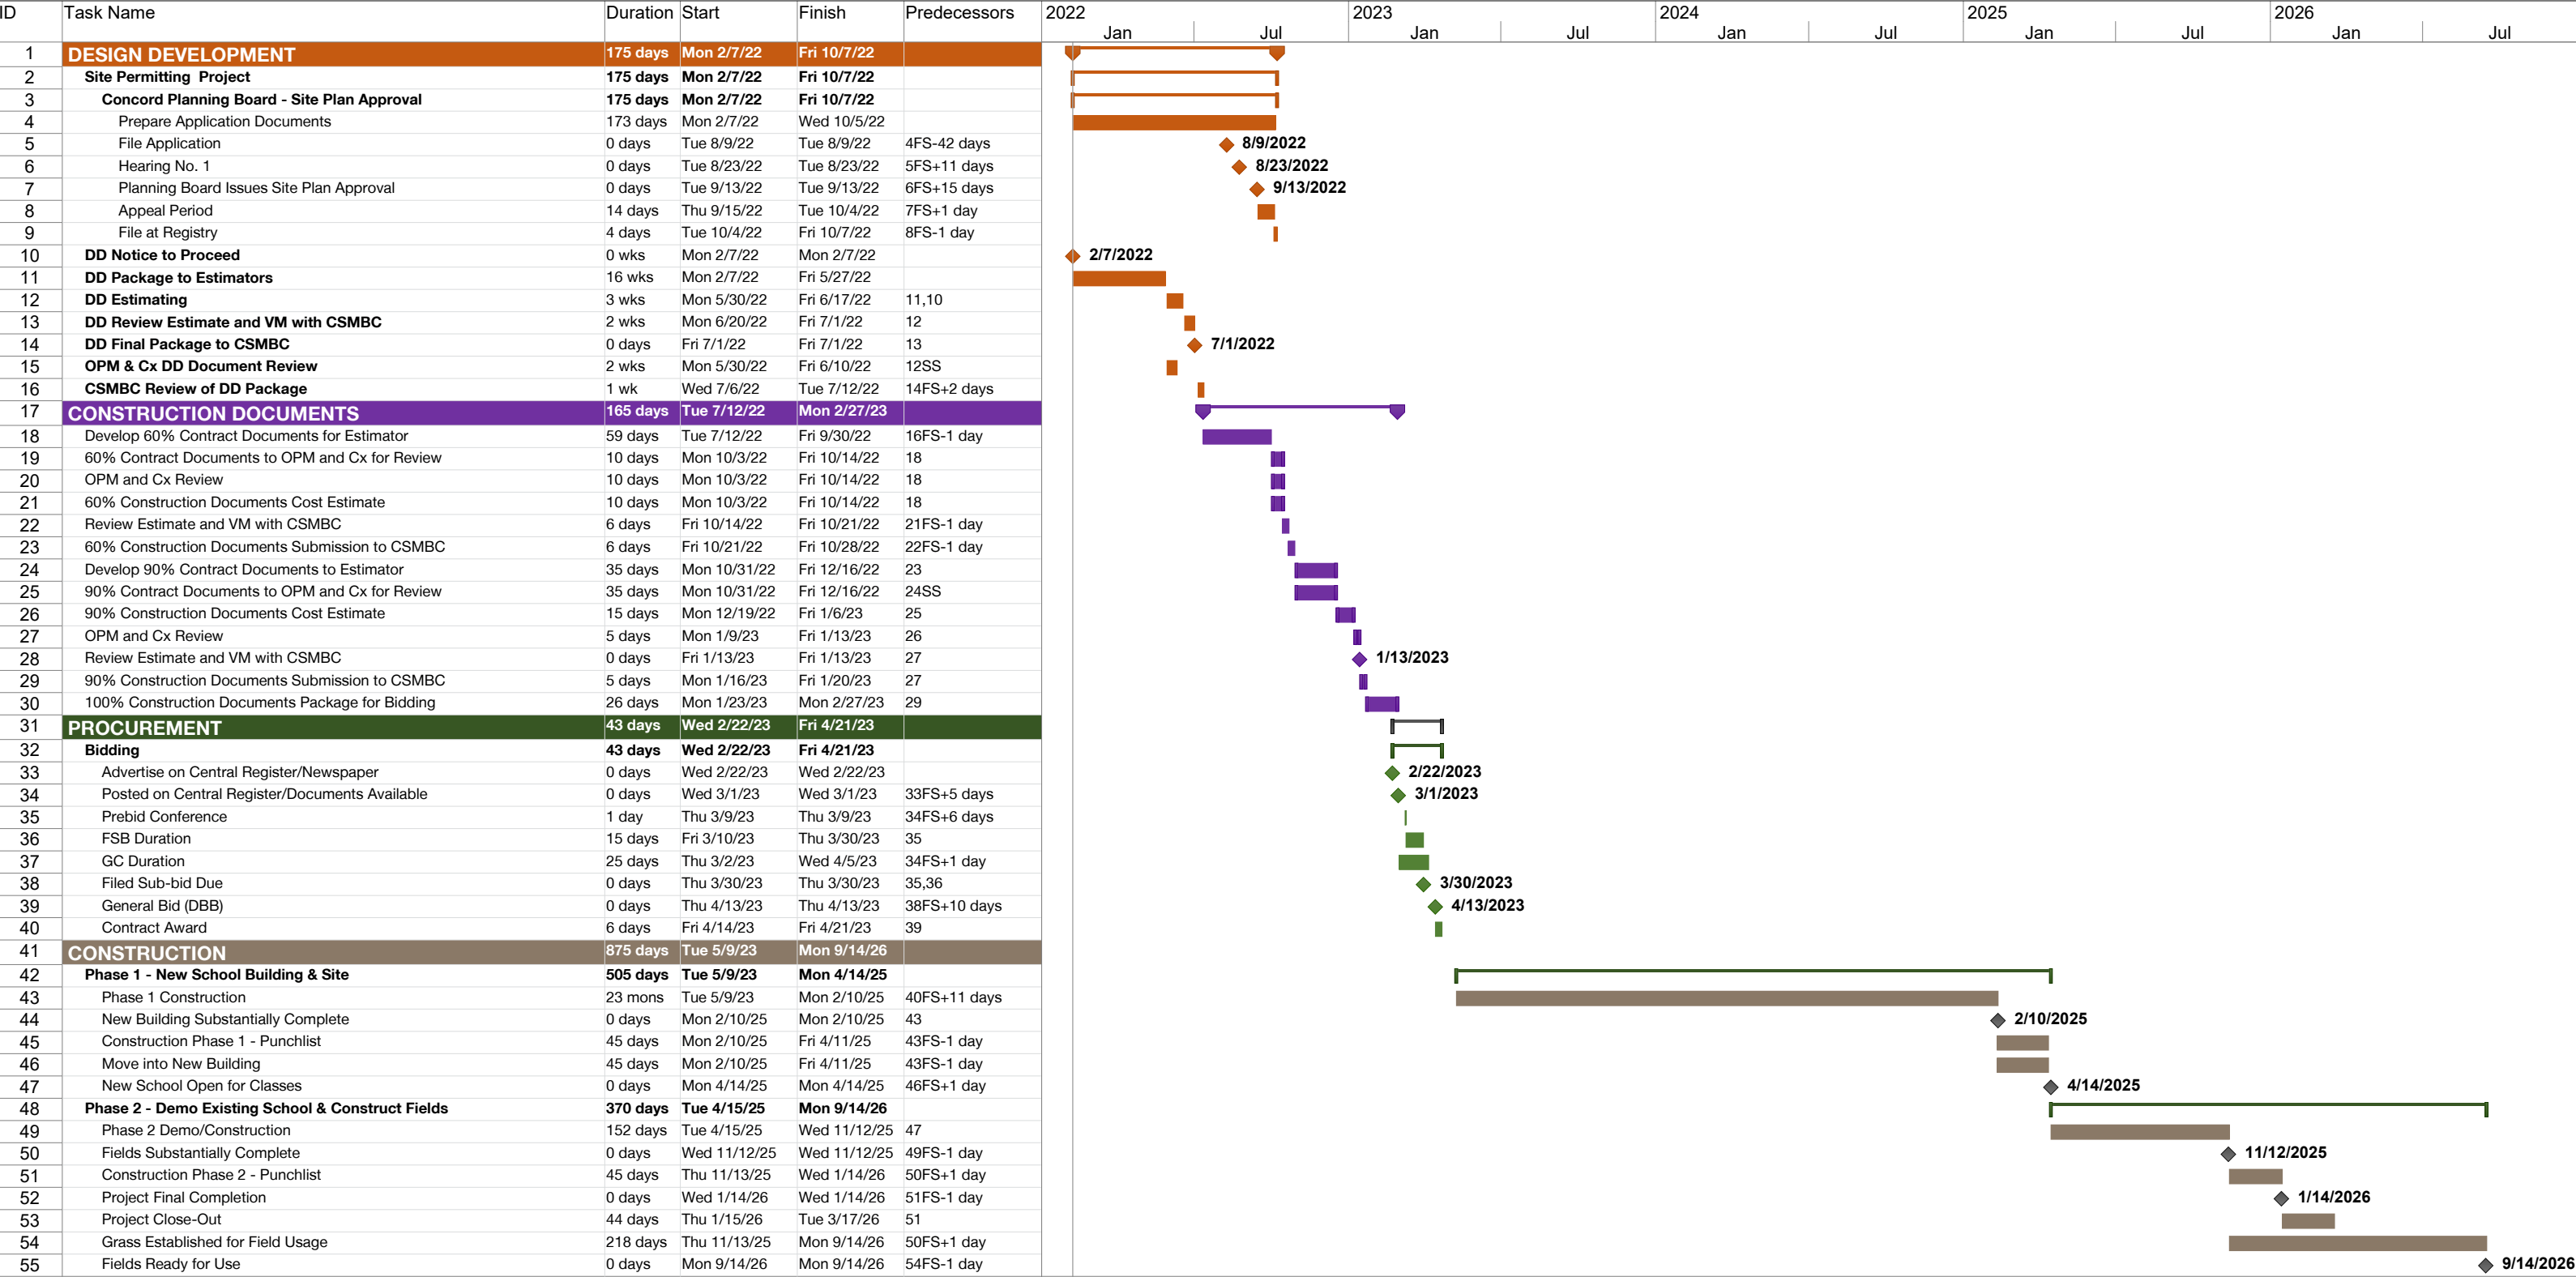 ID Task Name Duration Start Finish Predecessors 2022 2023 2024 2025 2026
Jan Jul Jan Jul Jan Jul Jan Jul Jan Jul
1 DESIGN DEVELOPMENT 175 days Mon 2/7/22 Fri 10/7/22
2 Site Permitting Project 175 days Mon 2/7/22 Fri 10/7/22
3 Concord Planning Board - Site Plan Approval 175 days Mon 2/7/22 Fri 10/7/22
4 Prepare Application Documents 173 days Mon 2/7/22 Wed 10/5/22
5 File Application 0 days Tue 8/9/22 Tue 8/9/22 4FS-42 days 8/9/2022
6 Hearing No. 1 0 days Tue 8/23/22 Tue 8/23/22 5FS+11 days 8/23/2022
7 Planning Board Issues Site Plan Approval 0 days Tue 9/13/22 Tue 9/13/22 6FS+15 days 9/13/2022
8 Appeal Period 14 days Thu 9/15/22 Tue 10/4/22 7FS+1 day
9 File at Registry 4 days Tue 10/4/22 Fri 10/7/22 8FS-1 day
10 DD Notice to Proceed 0 wks Mon 2/7/22 Mon 2/7/22 2/7/2022
11 DD Package to Estimators 16 wks Mon 2/7/22 Fri 5/27/22
12 DD Estimating 3 wks Mon 5/30/22 Fri 6/17/22 11,10
13 DD Review Estimate and VM with CSMBC 2 wks Mon 6/20/22 Fri 7/1/22 12
14 DD Final Package to CSMBC 0 days Fri 7/1/22 Fri 7/1/22 13 7/1/2022
15 OPM & Cx DD Document Review 2 wks Mon 5/30/22 Fri 6/10/22 12SS
16 CSMBC Review of DD Package 1 wk Wed 7/6/22 Tue 7/12/22 14FS+2 days
17 CONSTRUCTION DOCUMENTS 165 days Tue 7/12/22 Mon 2/27/23
18 Develop 60% Contract Documents for Estimator 59 days Tue 7/12/22 Fri 9/30/22 16FS-1 day
19 60% Contract Documents to OPM and Cx for Review 10 days Mon 10/3/22 Fri 10/14/22 18
20 OPM and Cx Review 10 days Mon 10/3/22 Fri 10/14/22 18
21 60% Construction Documents Cost Estimate 10 days Mon 10/3/22 Fri 10/14/22 18
22 Review Estimate and VM with CSMBC 6 days Fri 10/14/22 Fri 10/21/22 21FS-1 day
23 60% Construction Documents Submission to CSMBC 6 days Fri 10/21/22 Fri 10/28/22 22FS-1 day
24 Develop 90% Contract Documents to Estimator 35 days Mon 10/31/22 Fri 12/16/22 23
25 90% Contract Documents to OPM and Cx for Review 35 days Mon 10/31/22 Fri 12/16/22 24SS
26 90% Construction Documents Cost Estimate 15 days Mon 12/19/22 Fri 1/6/23 25
27 OPM and Cx Review 5 days Mon 1/9/23 Fri 1/13/23 26
28 Review Estimate and VM with CSMBC 0 days Fri 1/13/23 Fri 1/13/23 27 1/13/2023
29 90% Construction Documents Submission to CSMBC 5 days Mon 1/16/23 Fri 1/20/23 27
30 100% Construction Documents Package for Bidding 26 days Mon 1/23/23 Mon 2/27/23 29
31 PROCUREMENT 43 days Wed 2/22/23 Fri 4/21/23
32 Bidding 43 days Wed 2/22/23 Fri 4/21/23
33 Advertise on Central Register/Newspaper 0 days Wed 2/22/23 Wed 2/22/23 2/22/2023
34 Posted on Central Register/Documents Available 0 days Wed 3/1/23 Wed 3/1/23 33FS+5 days 3/1/2023
35 Prebid Conference 1 day Thu 3/9/23 Thu 3/9/23 34FS+6 days
36 FSB Duration 15 days Fri 3/10/23 Thu 3/30/23 35
37 GC Duration 25 days Thu 3/2/23 Wed 4/5/23 34FS+1 day
38 Filed Sub-bid Due 0 days Thu 3/30/23 Thu 3/30/23 35,36 3/30/2023
39 General Bid (DBB) 0 days Thu 4/13/23 Thu 4/13/23 38FS+10 days 4/13/2023
40 Contract Award 6 days Fri 4/14/23 Fri 4/21/23 39
41 CONSTRUCTION 875 days Tue 5/9/23 Mon 9/14/26
42 Phase 1 - New School Building & Site 505 days Tue 5/9/23 Mon 4/14/25
43 Phase 1 Construction 23 mons Tue 5/9/23 Mon 2/10/25 40FS+11 days
44 New Building Substantially Complete 0 days Mon 2/10/25 Mon 2/10/25 43 2/10/2025
45 Construction Phase 1 - Punchlist 45 days Mon 2/10/25 Fri 4/11/25 43FS-1 day
46 Move into New Building 45 days Mon 2/10/25 Fri 4/11/25 43FS-1 day
47 New School Open for Classes 0 days Mon 4/14/25 Mon 4/14/25 46FS+1 day 4/14/2025
48 Phase 2 - Demo Existing School & Construct Fields 370 days Tue 4/15/25 Mon 9/14/26
49 Phase 2 Demo/Construction 152 days Tue 4/15/25 Wed 11/12/25 47
50 Fields Substantially Complete 0 days Wed 11/12/25 Wed 11/12/25 49FS-1 day 11/12/2025
51 Construction Phase 2 - Punchlist 45 days Thu 11/13/25 Wed 1/14/26 50FS+1 day
52 Project Final Completion 0 days Wed 1/14/26 Wed 1/14/26 51FS-1 day 1/14/2026
53 Project Close-Out 44 days Thu 1/15/26 Tue 3/17/26 51
54 Grass Established for Field Usage 218 days Thu 11/13/25 Mon 9/14/26 50FS+1 day
55 Fields Ready for Use 0 days Mon 9/14/26 Mon 9/14/26 54FS-1 day 9/14/2026